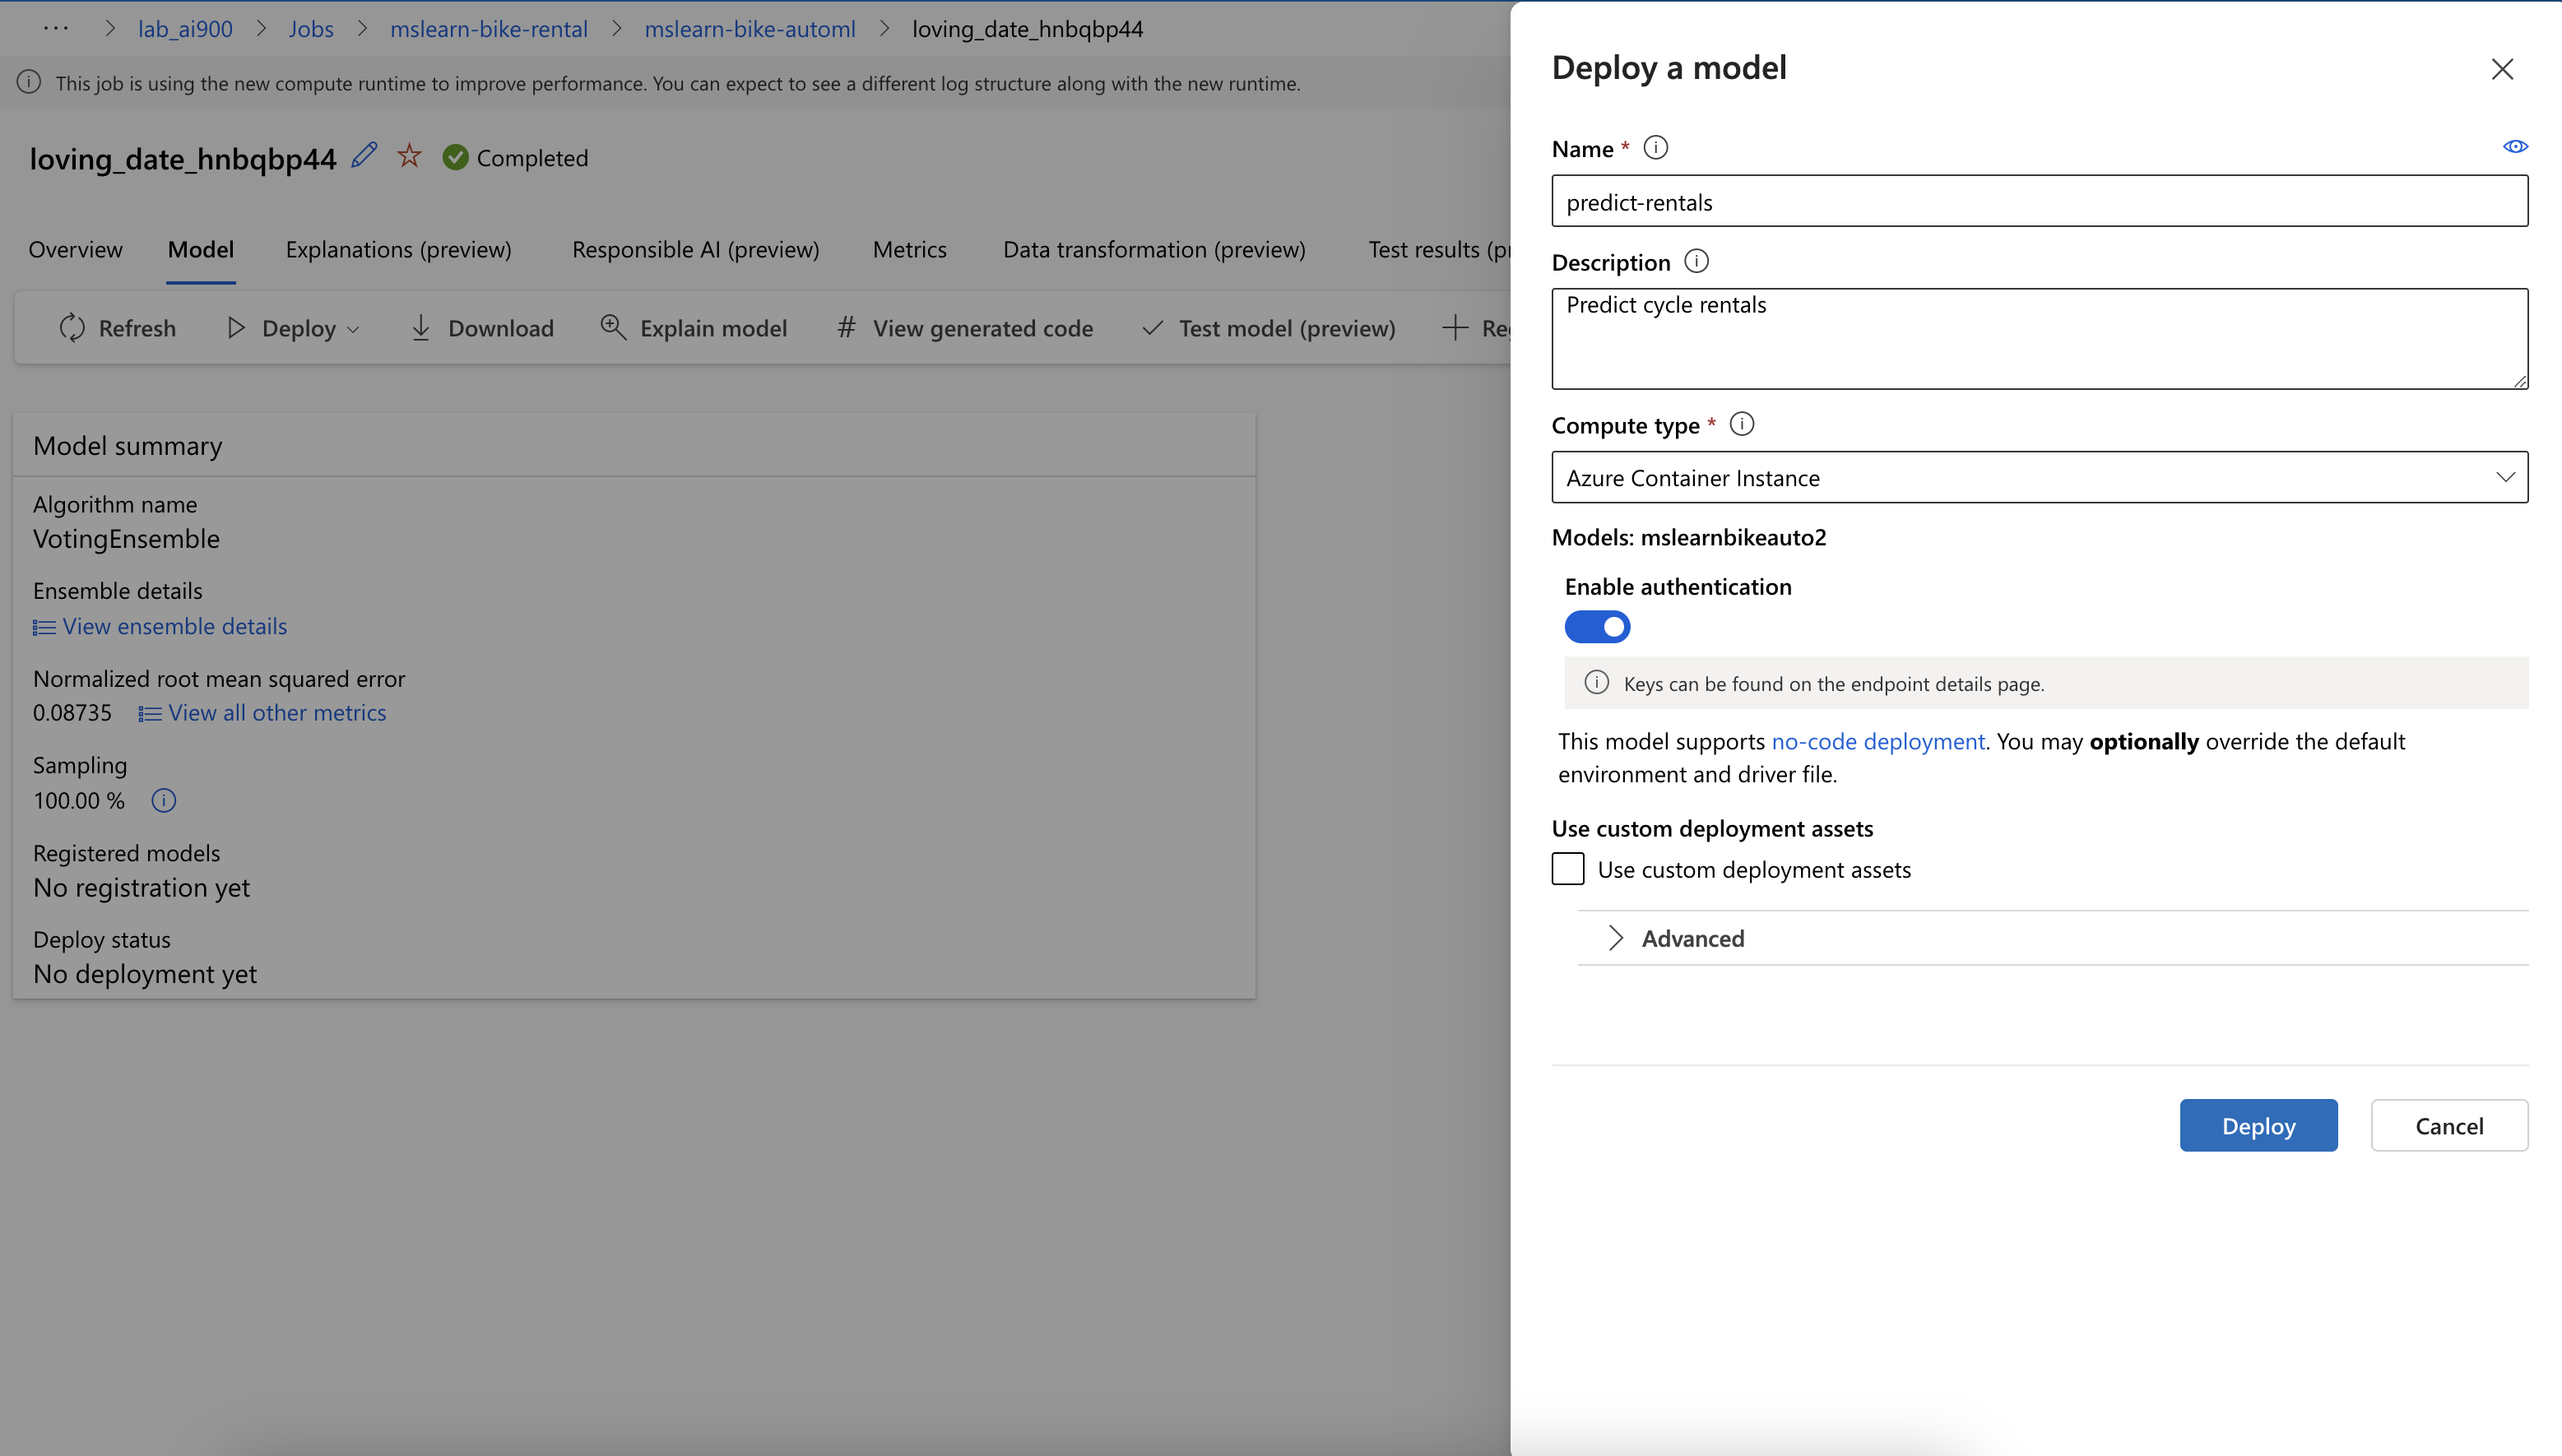 ··· > lab_ai900 > Jobs > mslearn-bike-rental > mslearn-bike-automl > loving_date_hnbqbp44
This job is using the new compute runtime to improve performance. You can expect to see a different log structure along with the new runtime.
loving_date_hnbqbp44 Completed
Overview Model Explanations (preview) Responsible AI (preview) Metrics Data transformation (preview) Test results
Refresh Deploy Download Explain model # View generated code Test model (preview)
Model summary
Algorithm name
VotingEnsemble
Ensemble details
View ensemble details
Normalized root mean squared error
0.08735 View all other metrics
Sampling
100.00 %
Registered models
No registration yet
Deploy status
No deployment yet
Deploy a model
Name *
predict-rentals
Description
Predict cycle rentals
Compute type *
Azure Container Instance
Models: mslearnbikeauto2
Enable authentication
Keys can be found on the endpoint details page.
This model supports no-code deployment. You may optionally override the default
environment and driver file.
Use custom deployment assets
Use custom deployment assets
Advanced
Deploy Cancel